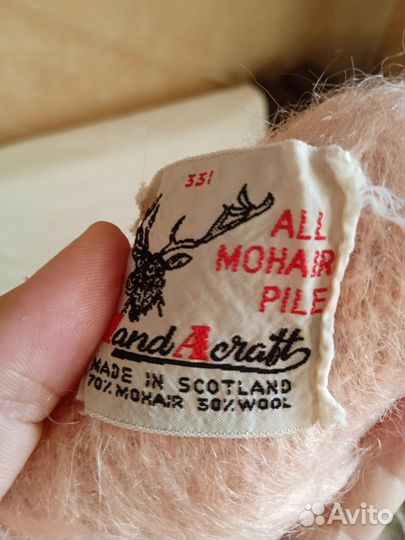 331
ALL
MOHAIR
PILE
HandAcraft
MADE IN SCOTLAND
70% MOHAIR 30% WOOL
Avito